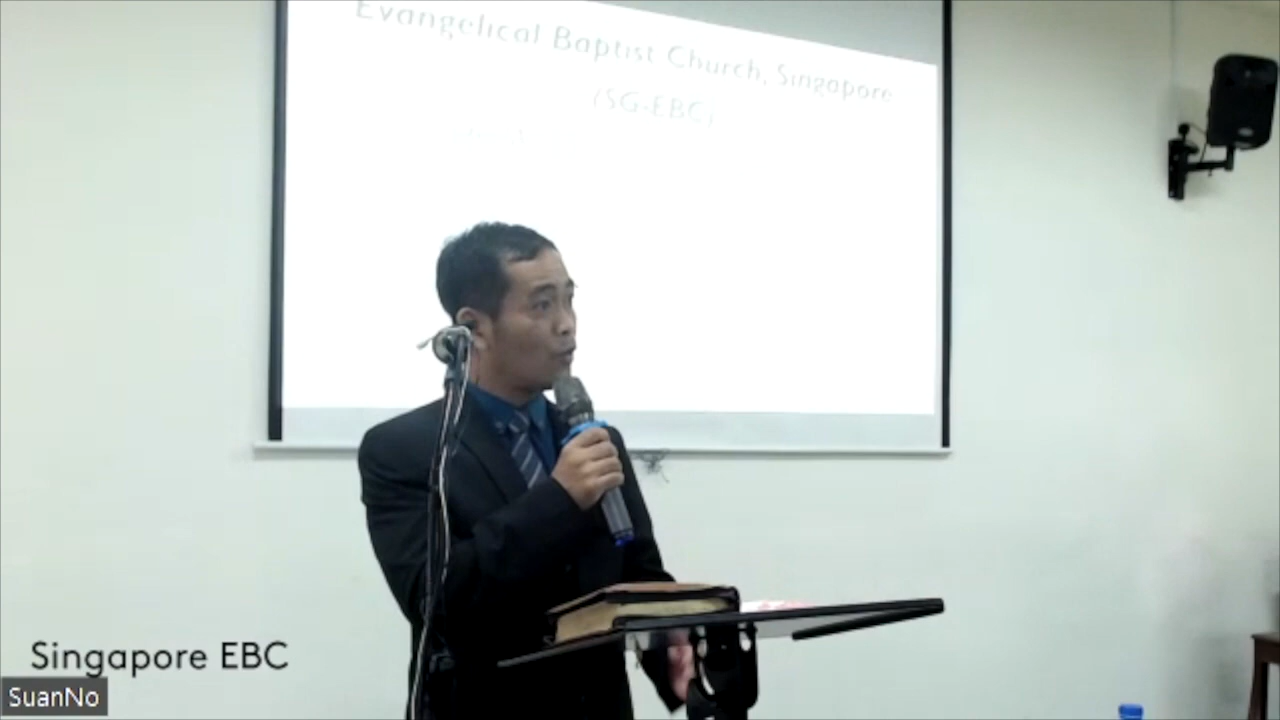 Evangelical Baptist Church, Singapore
(SG-EBC)
Singapore EBC
SuanNo